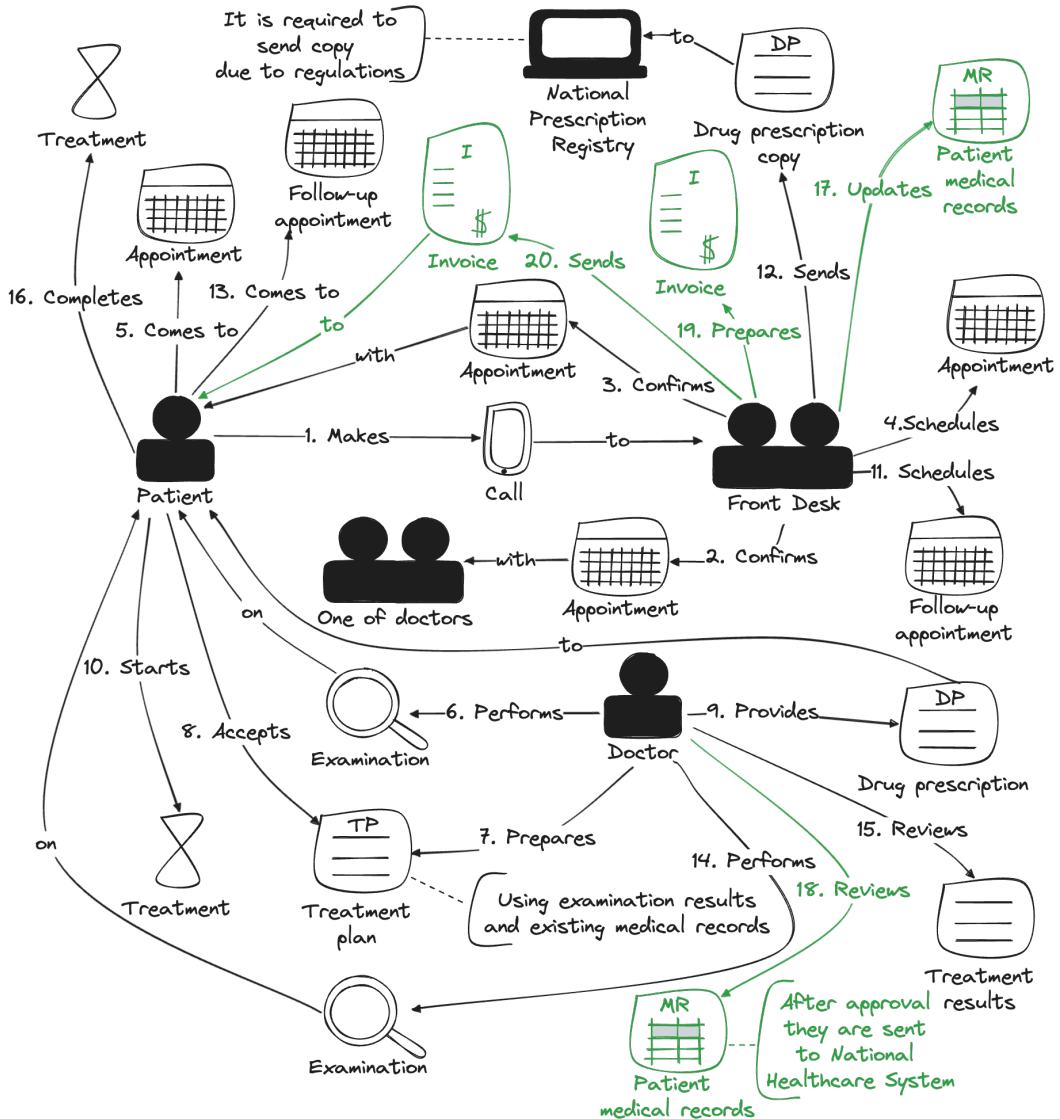 It is required to
send copy
due to regulations
to
DP
MR
National
Prescription
Registry
Drug prescription
copy
Patient
medical
records
Treatment
Follow-up
appointment
I
I
$
$
17. Updates
Appointment
Invoice
20. Sends
12. Sends
Invoice
16. Completes
13. Comes to
5. Comes to
to
19. Prepares
with
Appointment
3. Confirms
Appointment
4.Schedules
1. Makes
to
11. Schedules
Patient
Call
Front Desk
with
2. Confirms
One of doctors
Appointment
Follow-up
appointment
on
to
10. Starts
DP
6. Performs
9. Provides
8. Accepts
Examination
Doctor
Drug prescription
TP
7. Prepares
15. Reviews
on
14. Performs
18. Reviews
Treatment
Treatment
plan
Using examination results
and existing medical records
Treatment
results
MR
After approval
they are sent
to National
Healthcare System
Examination
Patient
medical records